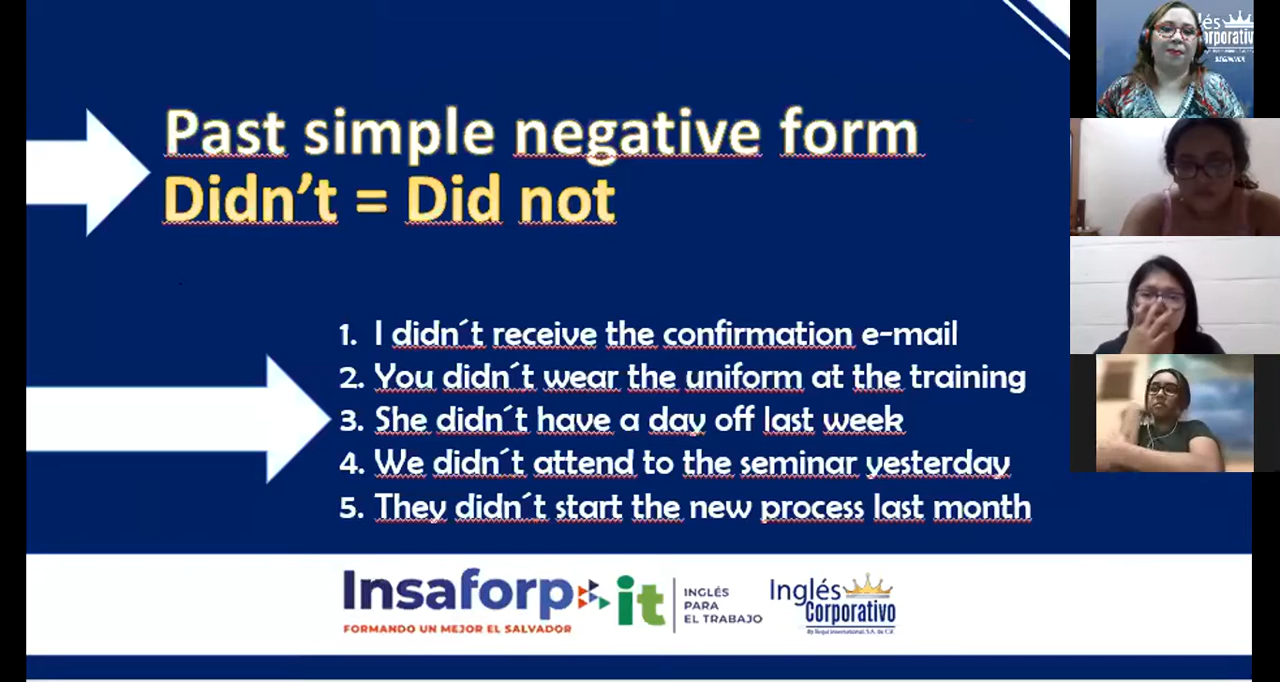 Past simple negative form
Didn’t = Did not
1. I didn´t receive the confirmation e-mail
2. You didn´t wear the uniform at the training
3. She didn´t have a day off last week
4. We didn´t attend to the seminar yesterday
5. They didn´t start the new process last month
Insaforp
FORMANDO UN MEJOR EL SALVADOR
it
INGLÉS
PARA
EL TRABAJO
Inglés
Corporativo